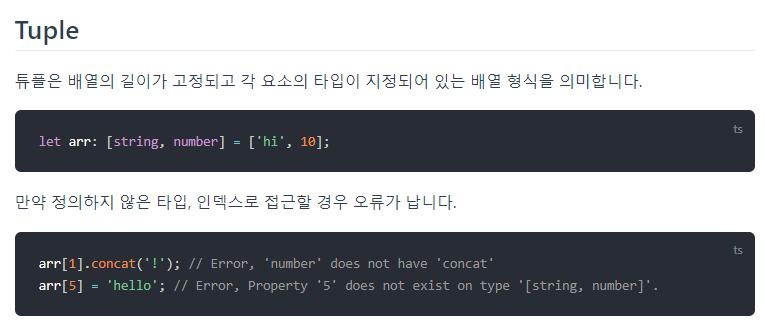 Tuple
튜플은 배열의 길이가 고정되고 각 요소의 타입이 지정되어 있는 배열 형식을 의미합니다.
ts
let arr: [string, number] = ['hi', 10];
만약 정의하지 않은 타입, 인덱스로 접근할 경우 오류가 납니다.
ts
arr[1].concat('!'); // Error, 'number' does not have 'concat'
arr[5] = 'hello'; // Error, Property '5' does not exist on type '[string, number]'.